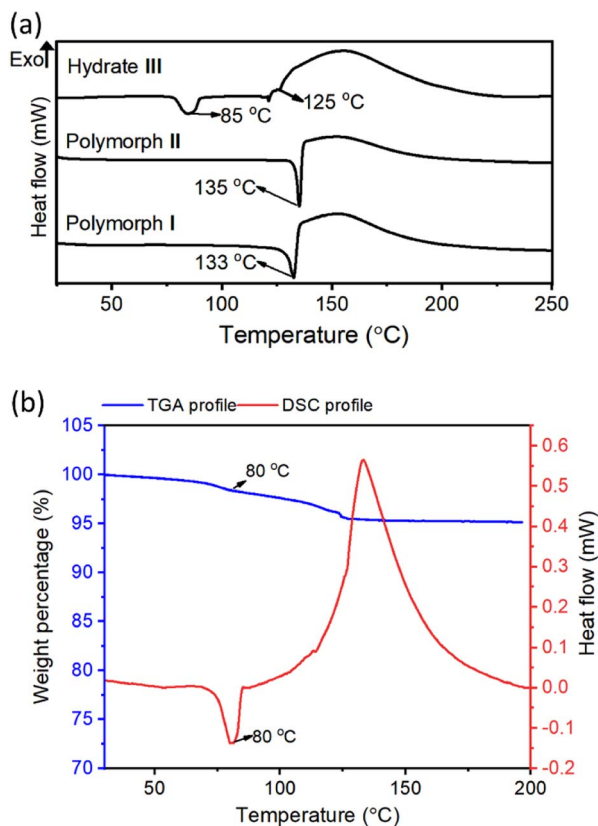 (a)
Exo
Hydrate III
85 °C
125 °C
Polymorph II
135 °C
Polymorph I
133 °C
Heat flow (mW)
50 100 150 200 250
Temperature (°C)
(b)
TGA profile DSC profile
105
100
95
90
85
80
75
70
Weight percentage (%)
80 °C
80 °C
0.6
0.5
0.4
0.3
0.2
0.1
0.0
-0.1
-0.2
Heat flow (mW)
50 100 150 200
Temperature (°C)